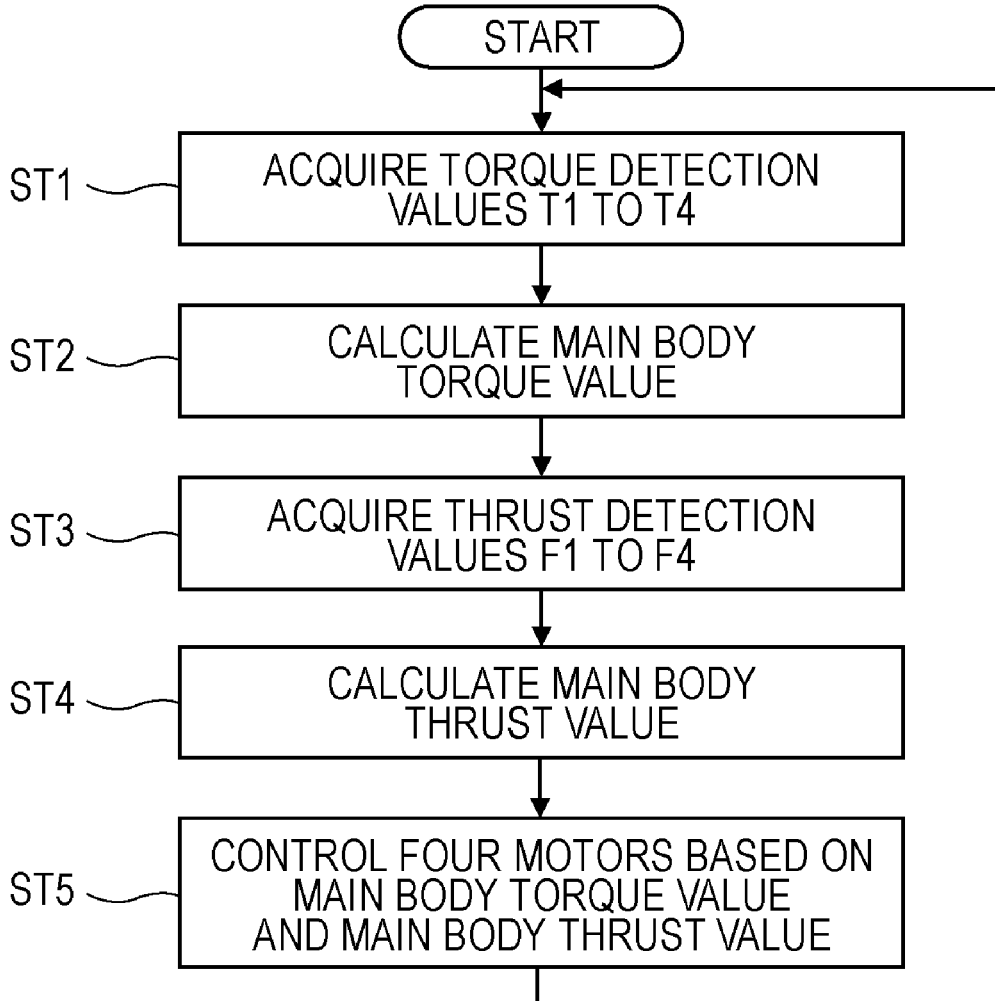 START
ST1
ACQUIRE TORQUE DETECTION
VALUES T1 TO T4
ST2
CALCULATE MAIN BODY
TORQUE VALUE
ST3
ACQUIRE THRUST DETECTION
VALUES F1 TO F4
ST4
CALCULATE MAIN BODY
THRUST VALUE
ST5
CONTROL FOUR MOTORS BASED ON
MAIN BODY TORQUE VALUE
AND MAIN BODY THRUST VALUE